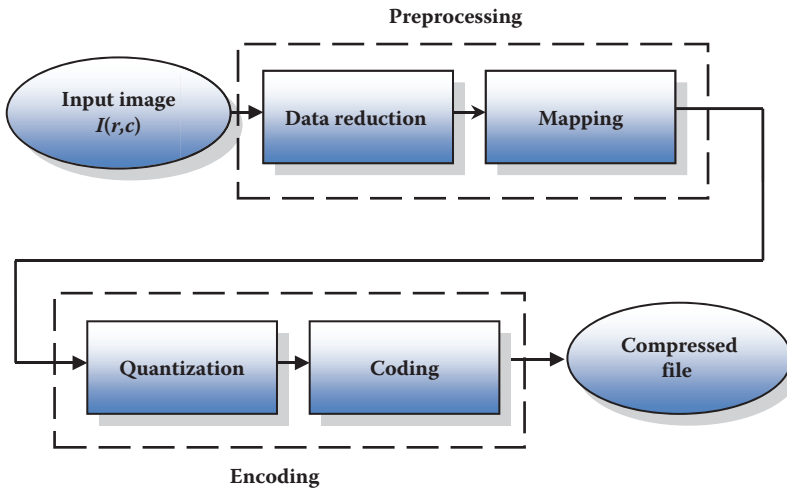 Preprocessing
Input image
I(r,c)
Data reduction
Mapping
Quantization
Coding
Compressed
file
Encoding